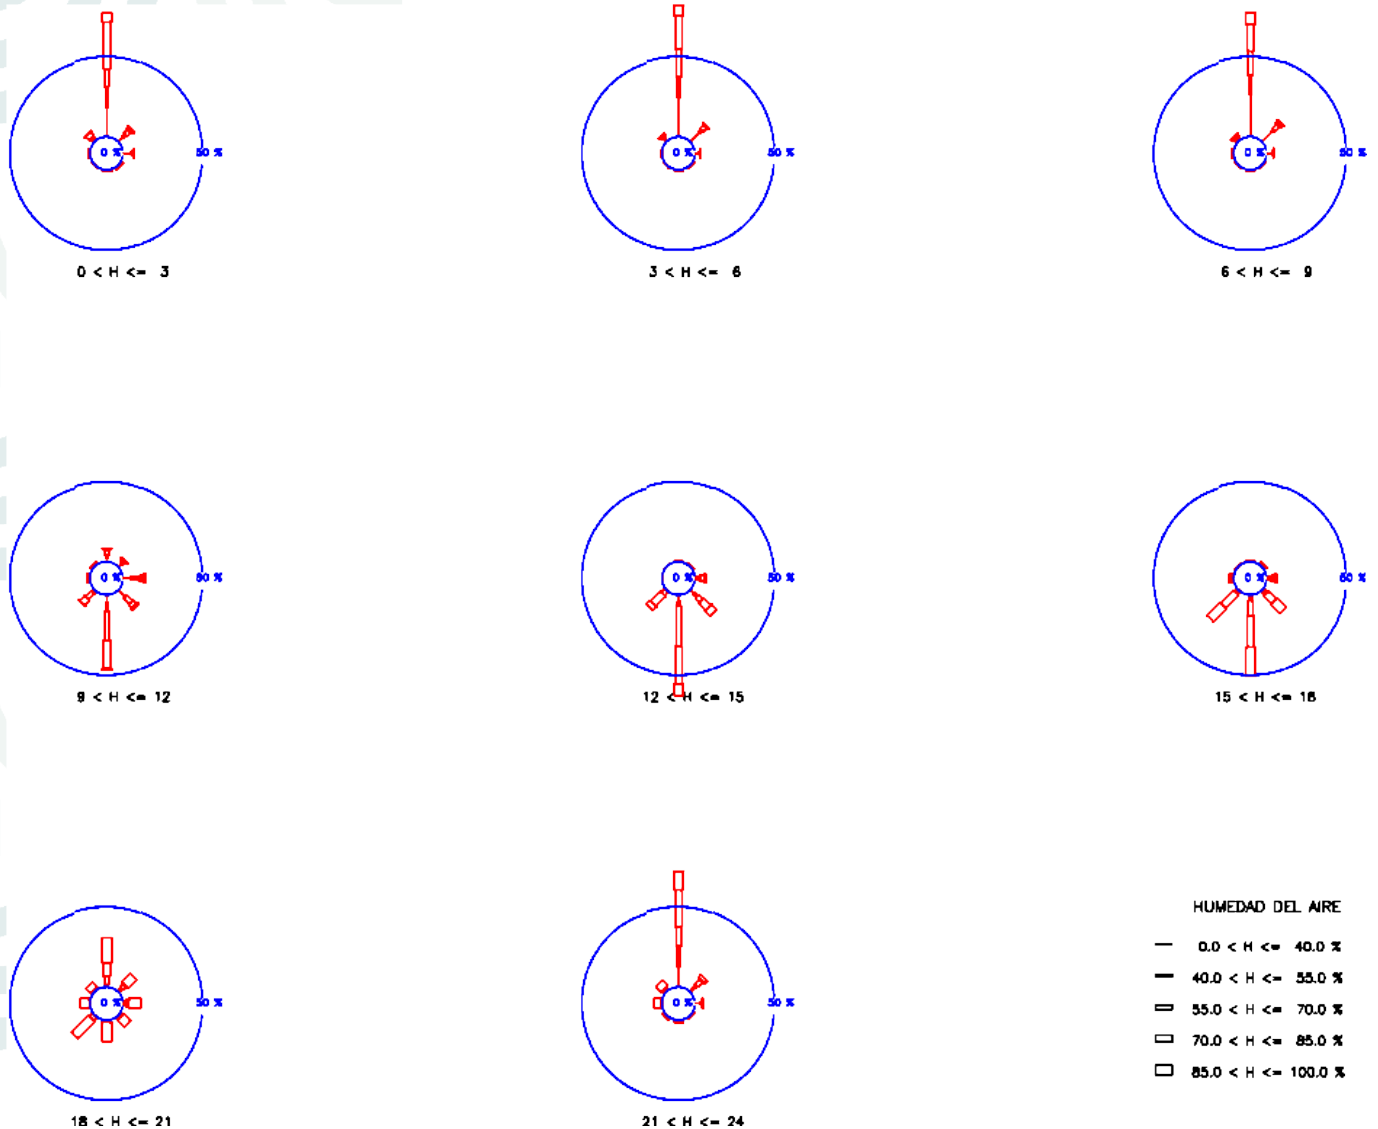 0 % 50 %
0 % 50 %
0 % 50 %
0 < H <= 3
3 < H <= 6
6 < H <= 9
0 % 50 %
0 % 50 %
0 % 50 %
9 < H <= 12
12 < H <= 15
15 < H <= 18
0 % 50 %
0 % 50 %
18 < H <= 21
21 < H <= 24
HUMEDAD DEL AIRE
0.0 < H <= 40.0 %
40.0 < H <= 55.0 %
55.0 < H <= 70.0 %
70.0 < H <= 85.0 %
85.0 < H <= 100.0 %